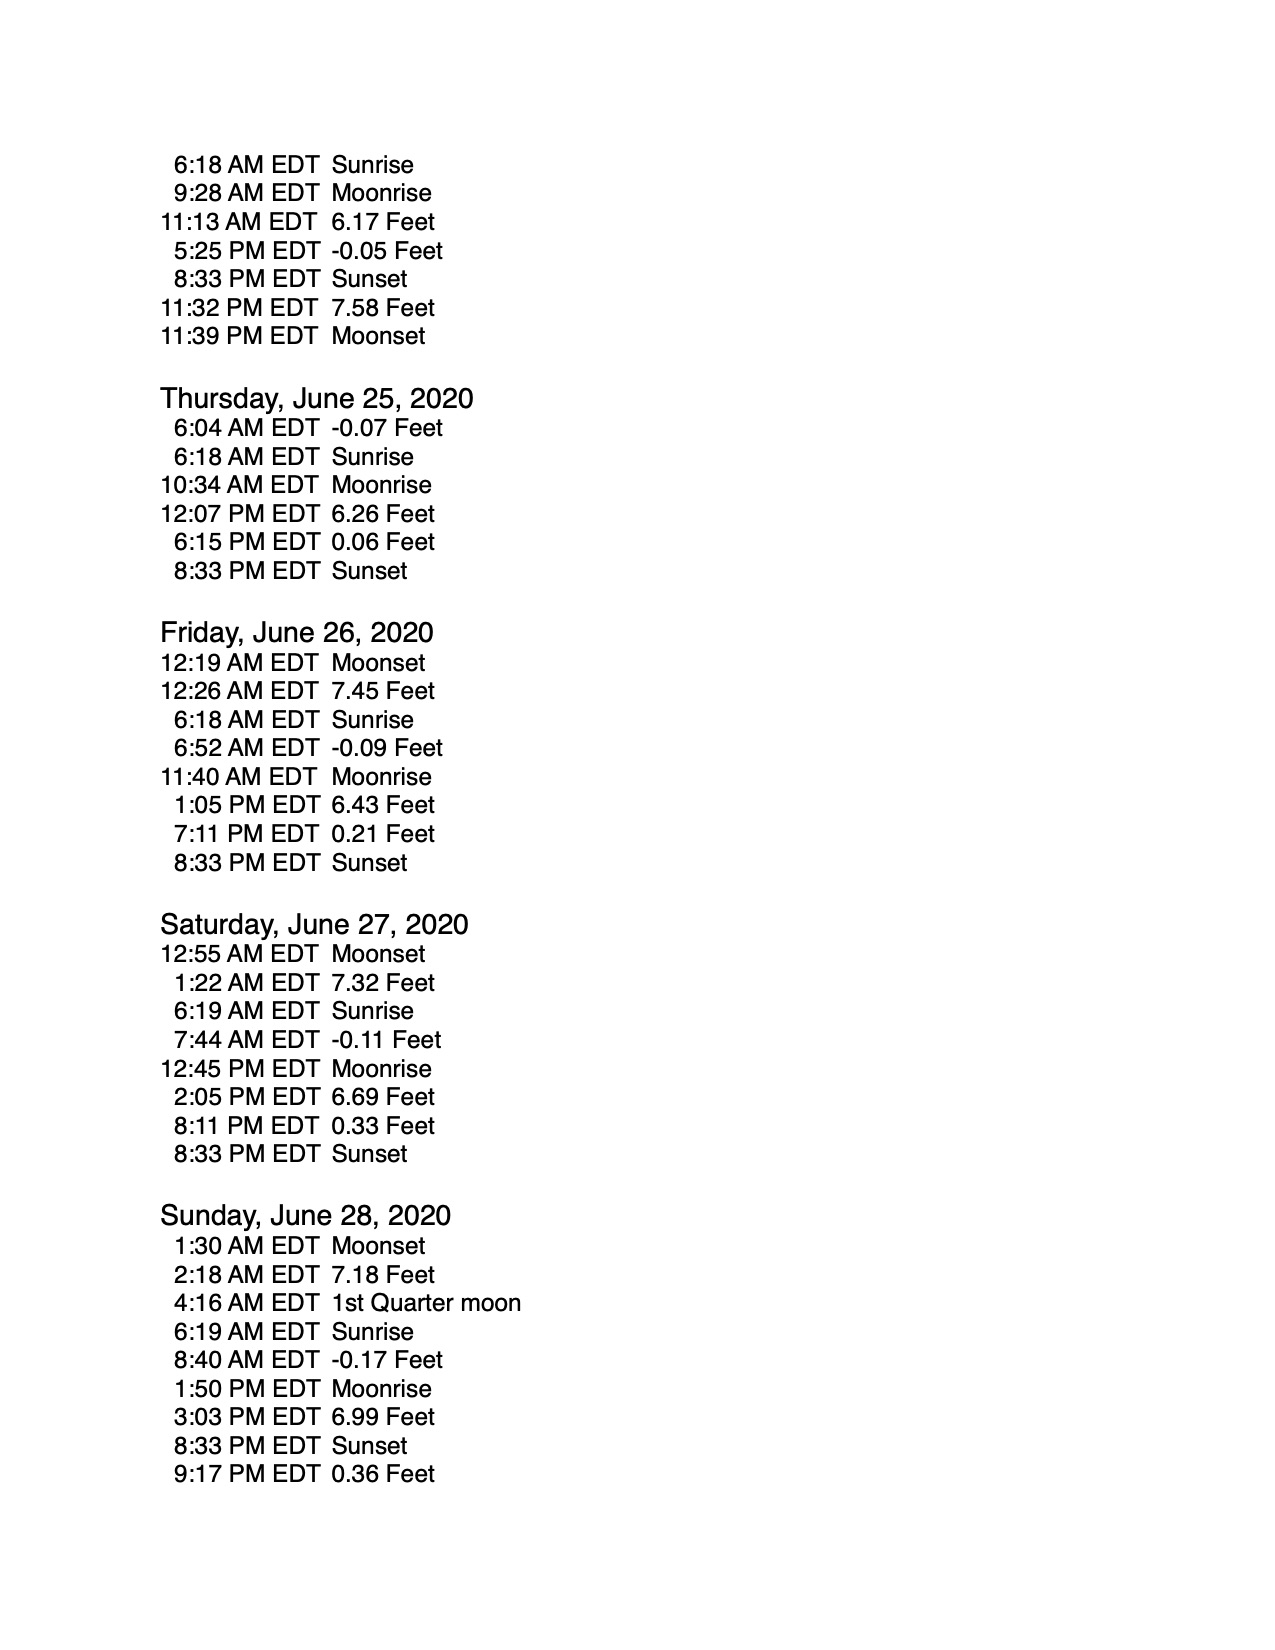 6:18 AM EDT Sunrise
9:28 AM EDT Moonrise
11:13 AM EDT 6.17 Feet
5:25 PM EDT -0.05 Feet
8:33 PM EDT Sunset
11:32 PM EDT 7.58 Feet
11:39 PM EDT Moonset
Thursday, June 25, 2020
6:04 AM EDT -0.07 Feet
6:18 AM EDT Sunrise
10:34 AM EDT Moonrise
12:07 PM EDT 6.26 Feet
6:15 PM EDT 0.06 Feet
8:33 PM EDT Sunset
Friday, June 26, 2020
12:19 AM EDT Moonset
12:26 AM EDT 7.45 Feet
6:18 AM EDT Sunrise
6:52 AM EDT -0.09 Feet
11:40 AM EDT Moonrise
1:05 PM EDT 6.43 Feet
7:11 PM EDT 0.21 Feet
8:33 PM EDT Sunset
Saturday, June 27, 2020
12:55 AM EDT Moonset
1:22 AM EDT 7.32 Feet
6:19 AM EDT Sunrise
7:44 AM EDT -0.11 Feet
12:45 PM EDT Moonrise
2:05 PM EDT 6.69 Feet
8:11 PM EDT 0.33 Feet
8:33 PM EDT Sunset
Sunday, June 28, 2020
1:30 AM EDT Moonset
2:18 AM EDT 7.18 Feet
4:16 AM EDT 1st Quarter moon
6:19 AM EDT Sunrise
8:40 AM EDT -0.17 Feet
1:50 PM EDT Moonrise
3:03 PM EDT 6.99 Feet
8:33 PM EDT Sunset
9:17 PM EDT 0.36 Feet